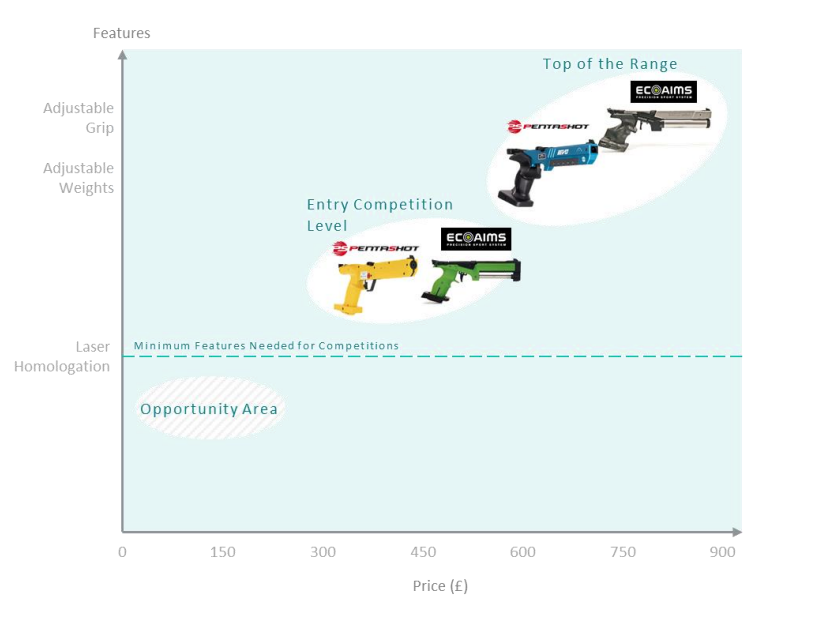 Features
Top of the Range
ECOAIMS
PRECISION SPORT SYSTEM
PENTASHOT
Adjustable
Grip
Adjustable
Weights
Entry Competition
Level
ECOAIMS
PRECISION SPORT SYSTEM
PENTASHOT
Minimum Features Needed for Competitions
Laser
Homologation
Opportunity Area
0 150 300 450 600 750 900
Price (£)